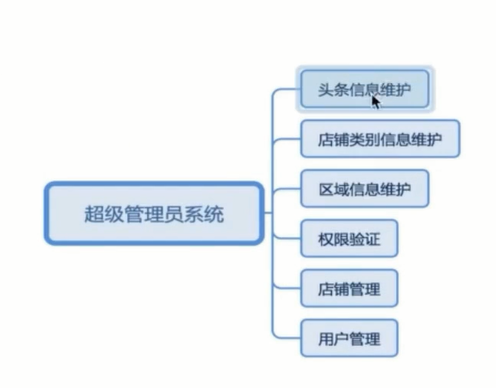 头条信息维护
店铺类别信息维护
区域信息维护
超级管理员系统
权限验证
店铺管理
用户管理